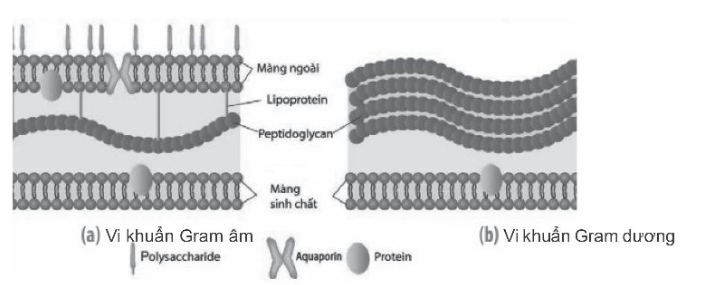 Màng ngoài
Lipoprotein
Peptidoglycan
Màng
sinh chất
(a) Vi khuẩn Gram âm
(b) Vi khuẩn Gram dương
Polysaccharide
Aquaporin
Protein